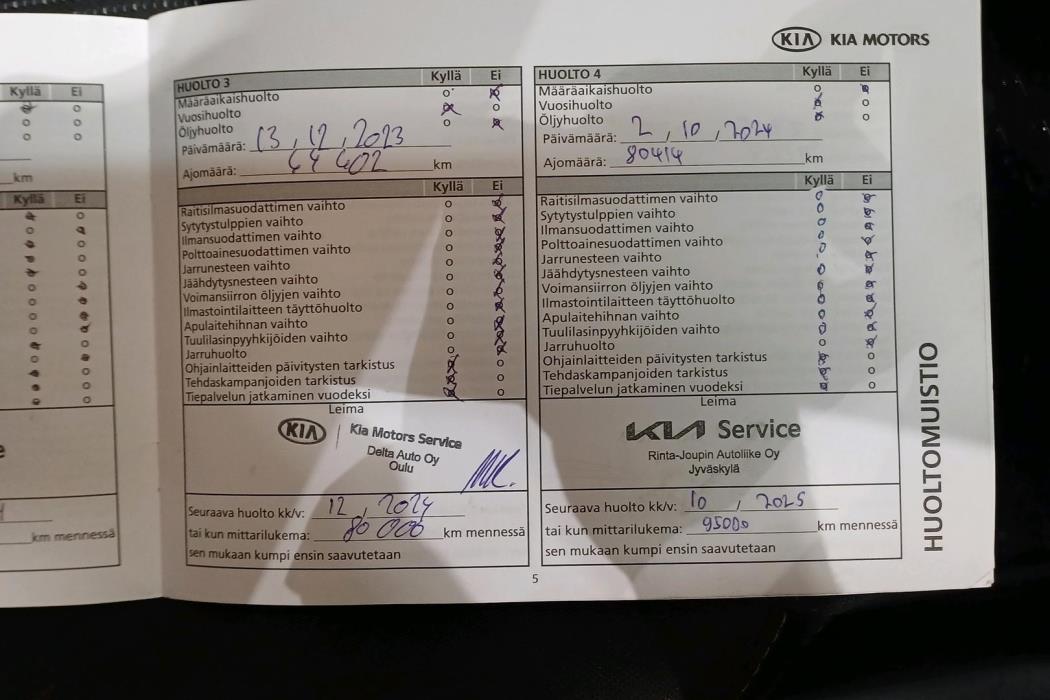 KIA KIA MOTORS
Kyllä Ei
km
Kyllä Ei
km mennessä
HUOLTO 3 Kyllä Ei
Määräaikaishuolto
Vuosihuolto
Öljyhuolto
Päivämäärä: 13, 12, 2023
Ajomäärä: 402 km
Kyllä Ei
Raitisilmasuodattimen vaihto
Sytytystulppien vaihto
Ilmansuodattimen vaihto
Polttoainesuodattimen vaihto
Jarrunesteen vaihto
Jäähdytysnesteen vaihto
Voimansiirron öljyjen vaihto
Ilmastointilaitteen täyttöhuolto
Apulaitehihnan vaihto
Tuulilasinpyyhkijöiden vaihto
Jarruhuolto
Ohjainlaitteiden päivitysten tarkistus
Tehdaskampanjoiden tarkistus
Tiepalvelun jatkaminen vuodeksi
Leima
KIA Kia Motors Service
Delta Auto Oy
Oulu
Seuraava huolto kk/v: 12, 2024
tai kun mittarilukema: 80 000 km mennessä
sen mukaan kumpi ensin saavutetaan
HUOLTO 4 Kyllä Ei
Määräaikaishuolto
Vuosihuolto
Öljyhuolto
Päivämäärä: 2, 10, 2024
Ajomäärä: 80414 km
Kyllä Ei
Raitisilmasuodattimen vaihto
Sytytystulppien vaihto
Ilmansuodattimen vaihto
Polttoainesuodattimen vaihto
Jarrunesteen vaihto
Jäähdytysnesteen vaihto
Voimansiirron öljyjen vaihto
Ilmastointilaitteen täyttöhuolto
Apulaitehihnan vaihto
Tuulilasinpyyhkijöiden vaihto
Jarruhuolto
Ohjainlaitteiden päivitysten tarkistus
Tehdaskampanjoiden tarkistus
Tiepalvelun jatkaminen vuodeksi
Leima
KIA Service
Rinta-Joupin Autoliike Oy
Jyväskylä
Seuraava huolto kk/v: 10, 2025
tai kun mittarilukema: 95000 km mennessä
sen mukaan kumpi ensin saavutetaan
HUOLTOMUISTIO
5